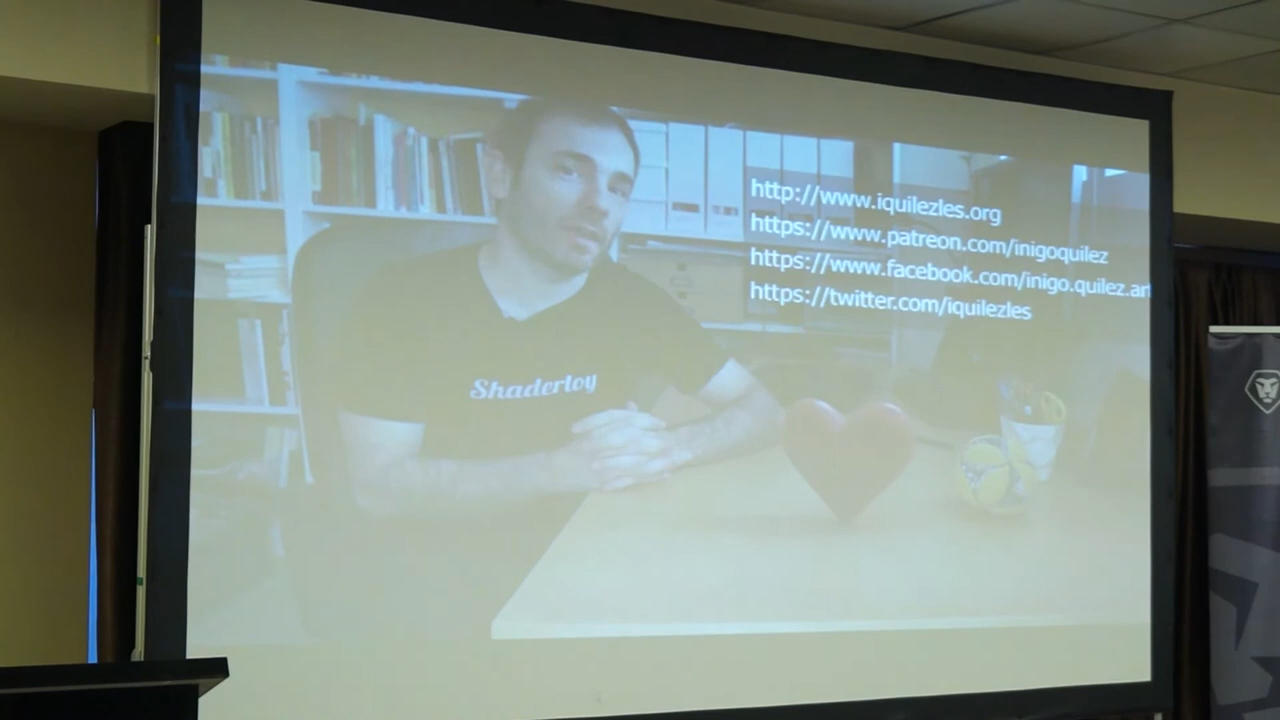 http://www.iquilezles.org
https://www.patreon.com/inigoquilez
https://www.facebook.com/inigo.quilez.ar
https://twitter.com/iquilezles
Shadertoy